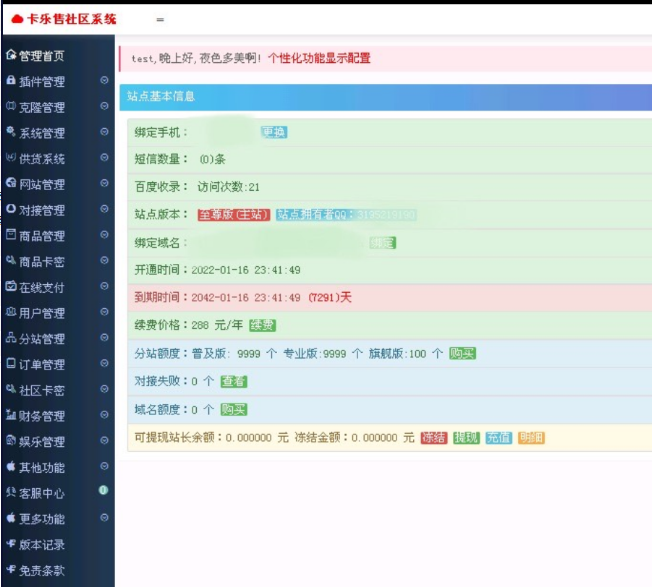 卡乐售社区系统
管理首页
插件管理
克隆管理
系统管理
供货系统
网站管理
对接管理
商品管理
商品卡密
在线支付
用户管理
分站管理
订单管理
社区卡密
财务管理
娱乐管理
其他功能
客服中心 0
更多功能
版本记录
免责条款
test,晚上好,夜色多美啊! 个性化功能显示配置
站点基本信息
绑定手机： 更换
短信数量： (0)条
百度收录： 访问次数:21
站点版本： 至尊版(主站) 站点拥有者QQ：
绑定域名： 绑定
开通时间：2022-01-16 23:41:49
到期时间：2042-01-16 23:41:49 (7291)天
续费价格：288 元/年 续费
分站额度：普及版: 9999 个 专业版:9999 个 旗舰版:100 个 购买
对接失败：0 个 查看
域名额度：0 个 购买
可提现站长余额：0.000000 元 冻结金额：0.000000 元 冻结 提现 充值 明细